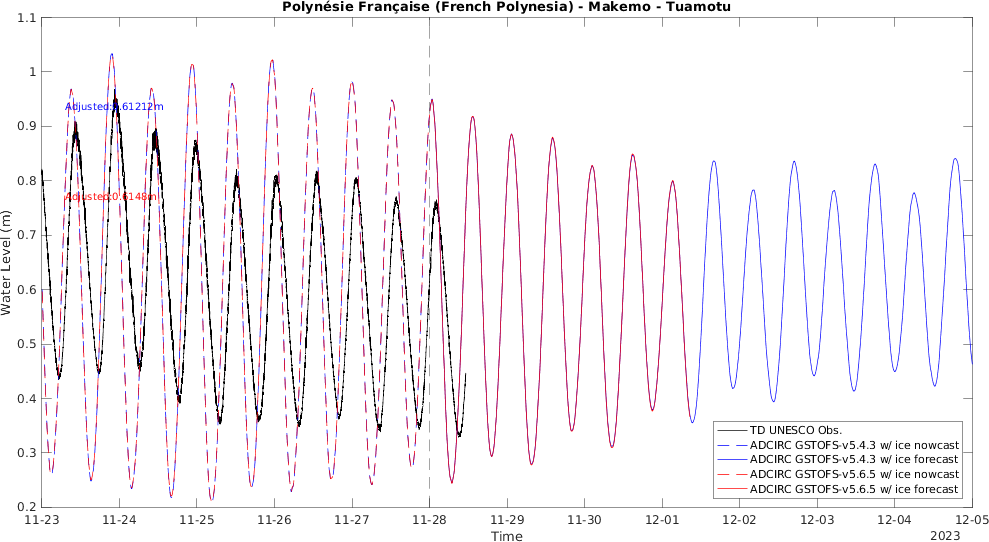 Polynésie Française (French Polynesia) - Makemo - Tuamotu
Water Level (m)
1.1
1
0.9
0.8
0.7
0.6
0.5
0.4
0.3
0.2
Adjusted:0.61212m
Adjusted:0.6148m
TD UNESCO Obs.
ADCIRC GSTOFS-v5.4.3 w/ ice nowcast
ADCIRC GSTOFS-v5.4.3 w/ ice forecast
ADCIRC GSTOFS-v5.6.5 w/ ice nowcast
ADCIRC GSTOFS-v5.6.5 w/ ice forecast
11-23 11-24 11-25 11-26 11-27 11-28 11-29 11-30 12-01 12-02 12-03 12-04 12-05
Time
2023